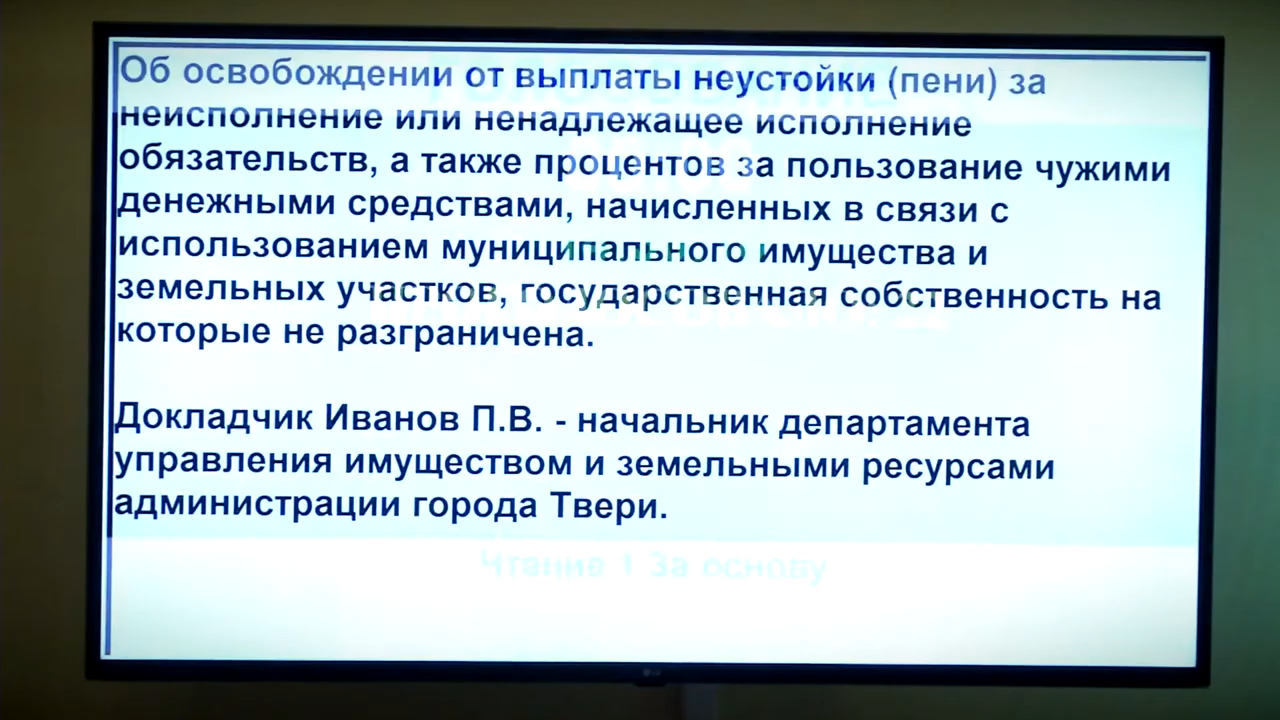 Об освобождении от выплаты неустойки (пени) за
неисполнение или ненадлежащее исполнение
обязательств, а также процентов за пользование чужими
денежными средствами, начисленных в связи с
использованием муниципального имущества и
земельных участков, государственная собственность на
которые не разграничена.
Докладчик Иванов П.В. - начальник департамента
управления имуществом и земельными ресурсами
администрации города Твери.
Чтение 1 За основу
LG